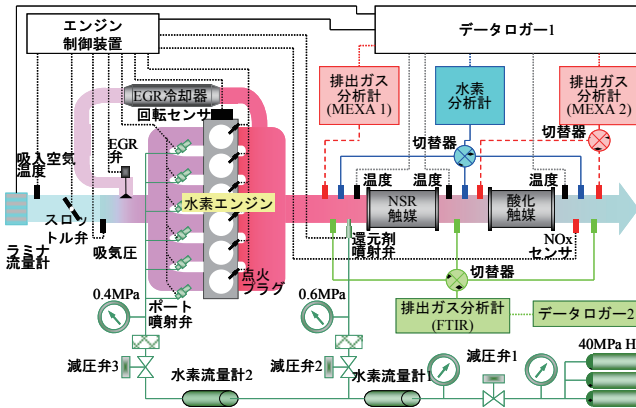 エンジン
制御装置
データロガー1
EGR冷却器
回転センサ
排出ガス
分析計
(MEXA 1)
水素
分析計
排出ガス
分析計
(MEXA 2)
切替器
切替器
EGR
弁
吸入空気
温度
温度
温度
温度
スロッ
トル弁
水素エンジン
NSR
触媒
酸化
触媒
ラミナ
流量計
吸気圧
還元剤
噴射弁
NOx
センサ
点火
プラグ
切替器
0.4MPa
ポート
噴射弁
0.6MPa
排出ガス分析計
(FTIR)
データロガー2
減圧弁3
減圧弁2
減圧弁1
40MPa H
水素流量計2
水素流量計1